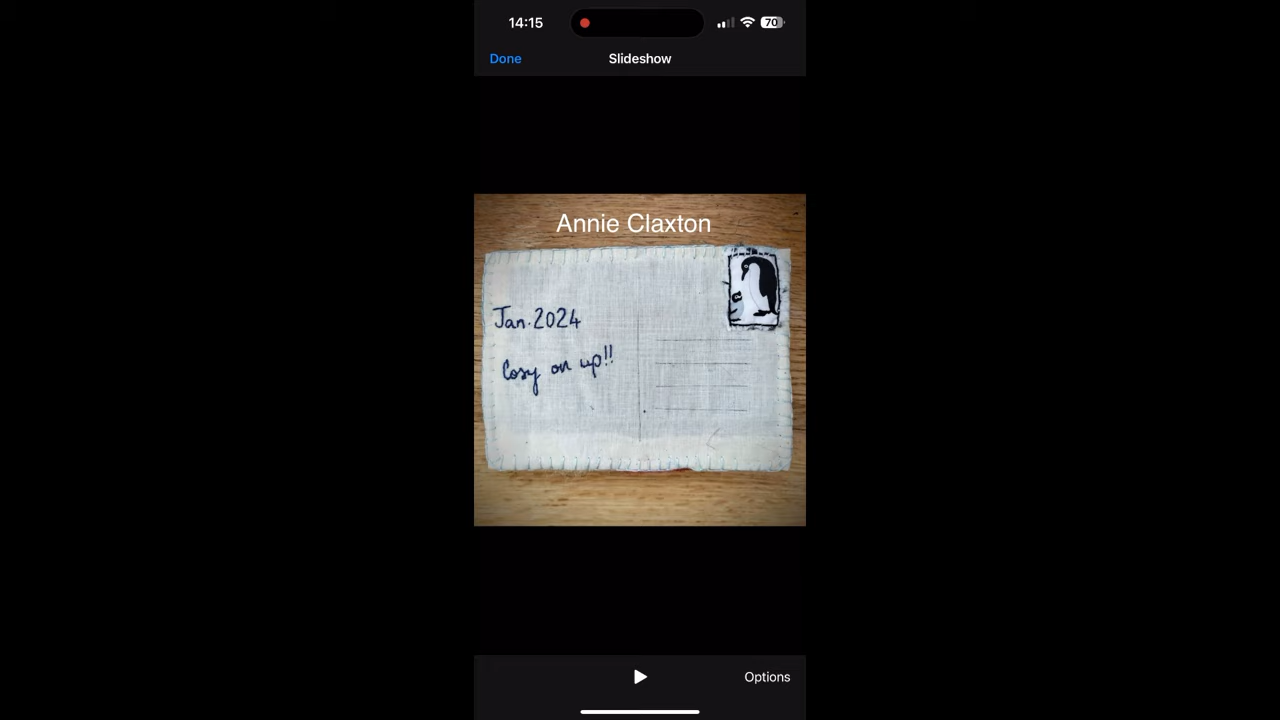 14:15
70
Done
Slideshow
Annie Claxton
Jan. 2024
Cosy on up!!
Options